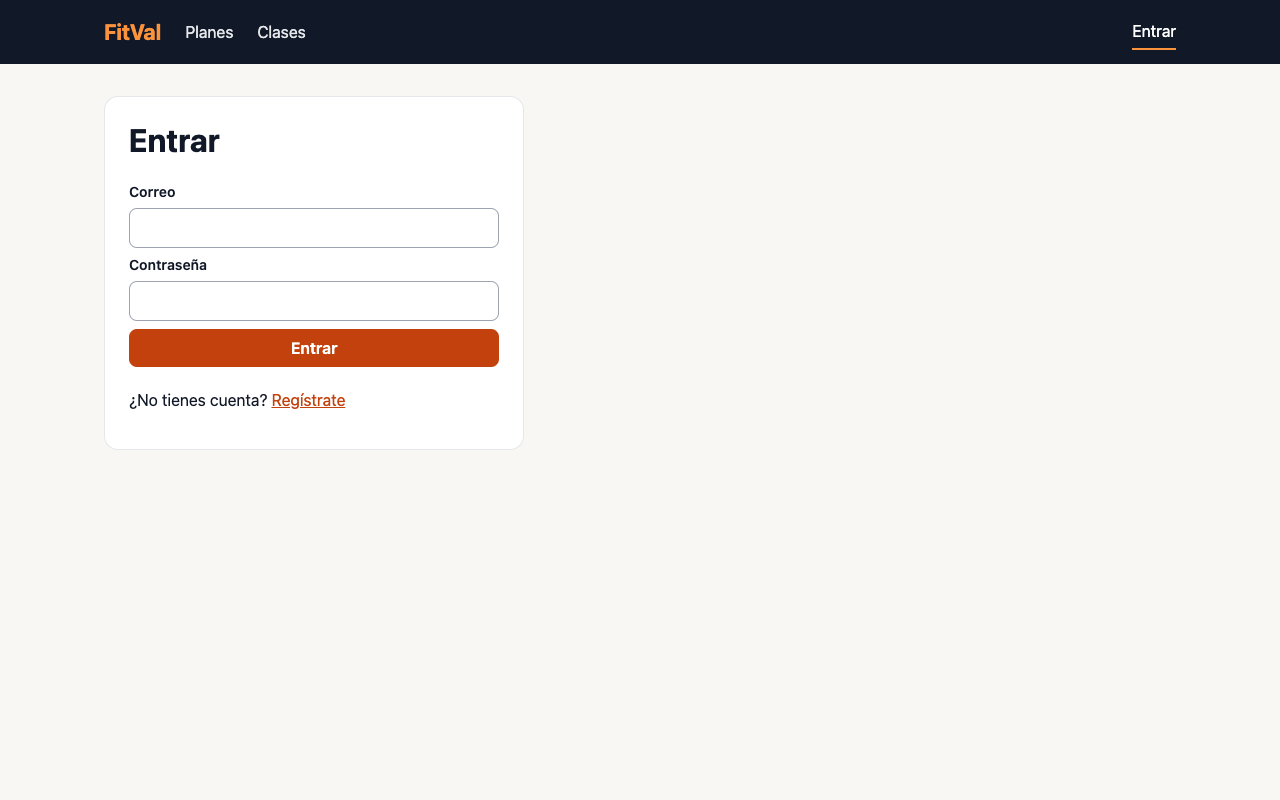 FitVal Planes Clases Entrar
Entrar
Correo
Contraseña
Entrar
¿No tienes cuenta? Regístrate